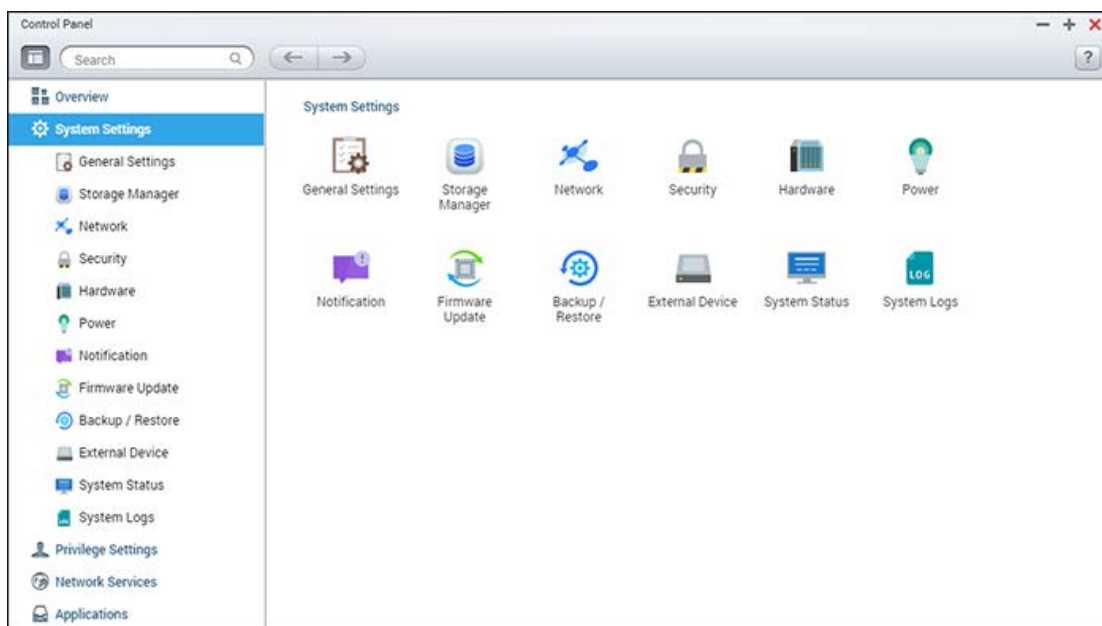 Control Panel
Search
?
Overview
System Settings
General Settings
Storage Manager
Network
Security
Hardware
Power
Notification
Firmware Update
Backup / Restore
External Device
System Status
System Logs
Privilege Settings
Network Services
Applications
System Settings
General Settings
Storage
Manager
Network
Security
Hardware
Power
Notification
Firmware
Update
Backup /
Restore
External Device
System Status
LOG
System Logs